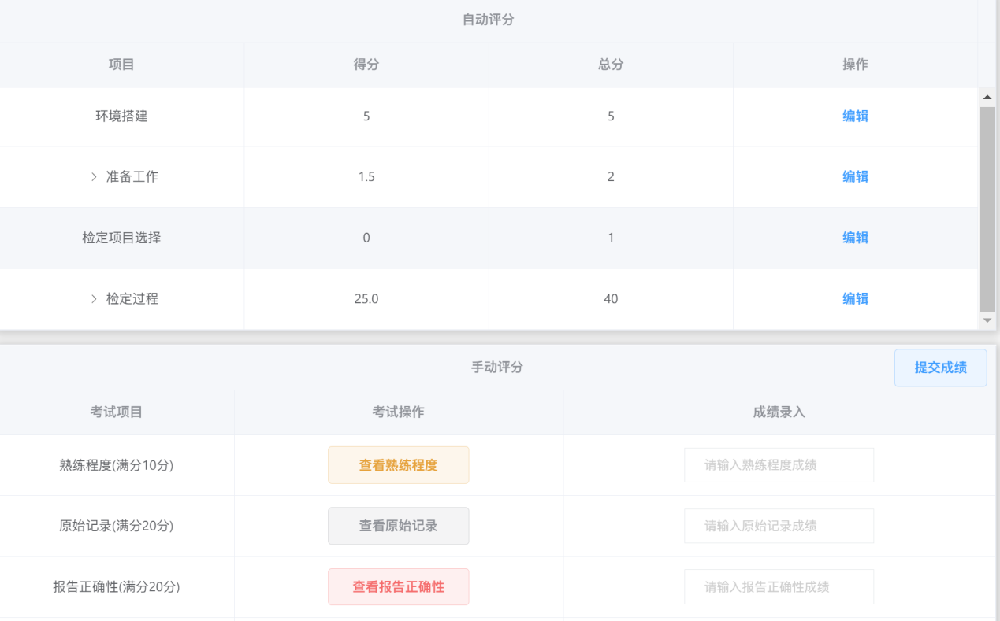 自动评分
项目 得分 总分 操作
环境搭建 5 5 编辑
准备工作 1.5 2 编辑
检定项目选择 0 1 编辑
检定过程 25.0 40 编辑
手动评分 提交成绩
考试项目 考试操作 成绩录入
熟练程度(满分10分) 查看熟练程度 请输入熟练程度成绩
原始记录(满分20分) 查看原始记录 请输入原始记录成绩
报告正确性(满分20分) 查看报告正确性 请输入报告正确性成绩